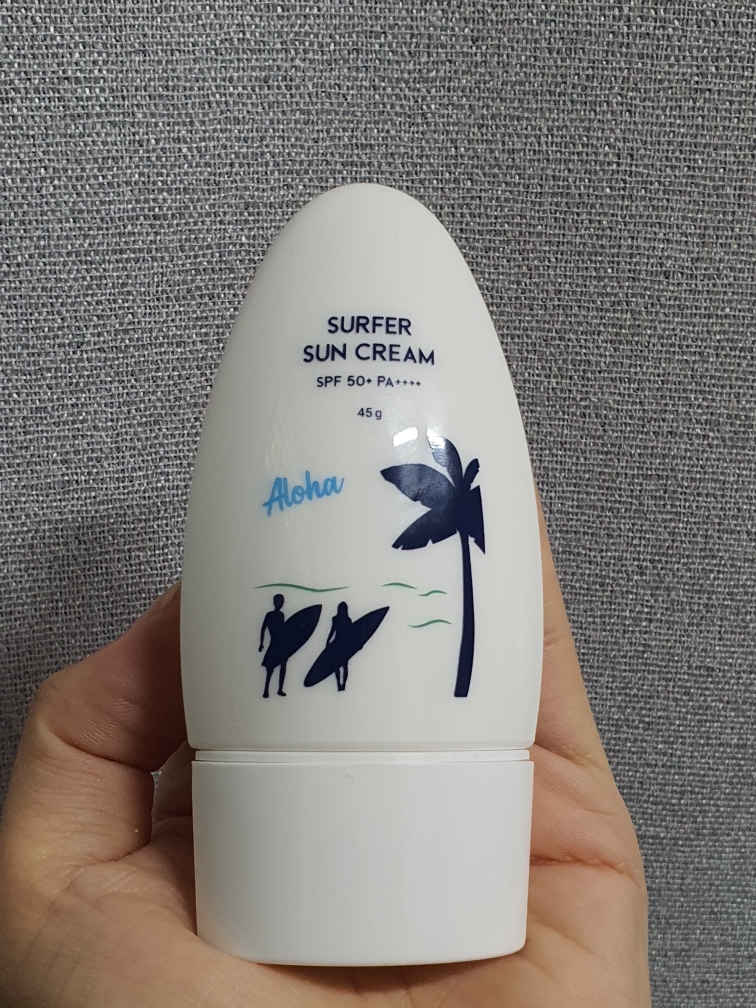 SURFER
SUN CREAM
SPF 50+ PA++++
45g
Aloha